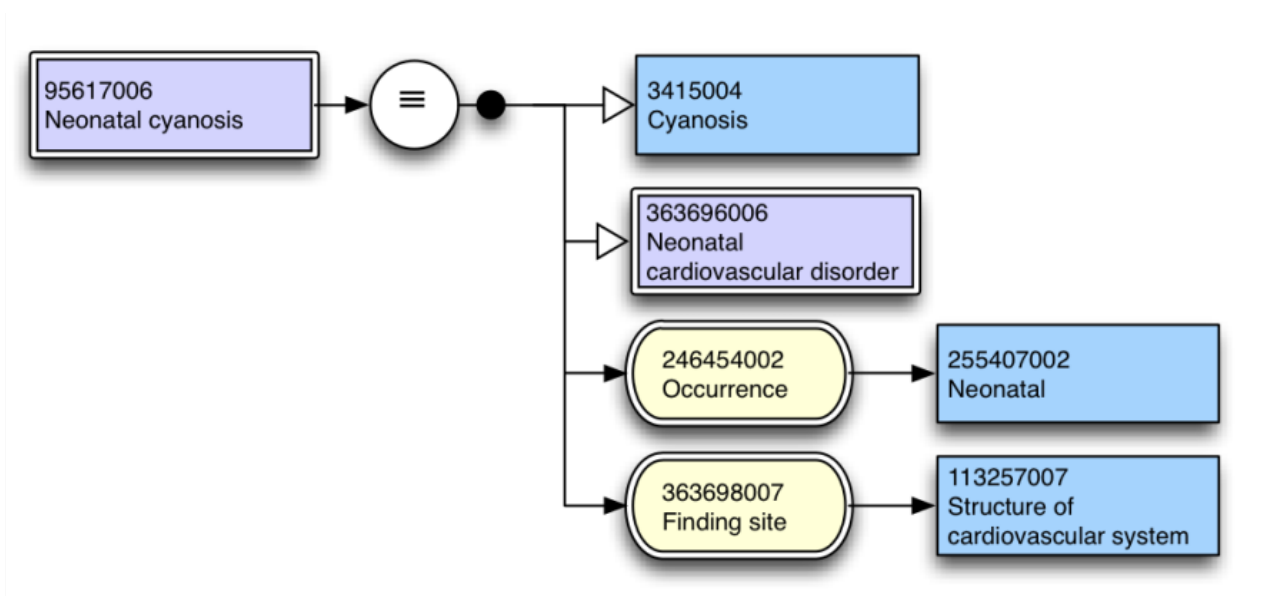 95617006
Neonatal cyanosis
≡
3415004
Cyanosis
363696006
Neonatal
cardiovascular disorder
246454002
Occurrence
255407002
Neonatal
363698007
Finding site
113257007
Structure of
cardiovascular system